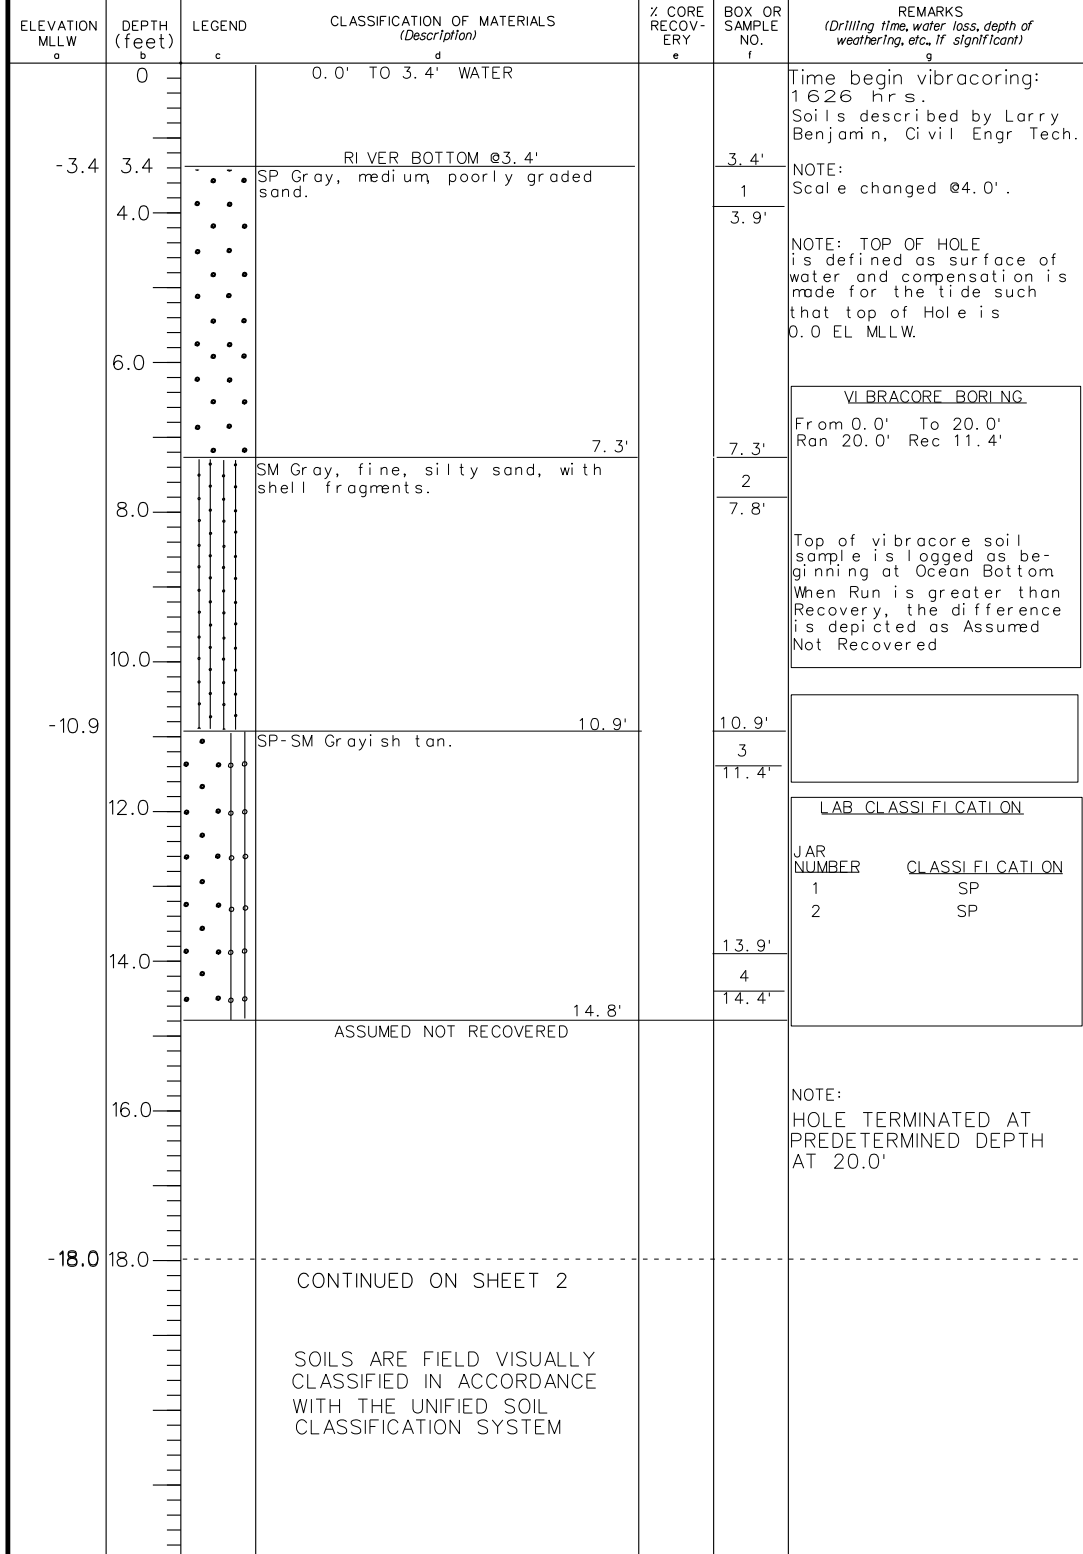 ELEVATION MLLW
a
DEPTH (feet)
b
LEGEND
c
CLASSIFICATION OF MATERIALS
(Description)
d
% CORE RECOV- ERY
e
BOX OR SAMPLE NO.
f
REMARKS
(Drilling time, water loss, depth of
weathering, etc., if significant)
g
0
0.0' TO 3.4' WATER
Time begin vibracoring:
1626 hrs.
Soils described by Larry
Benjamin, Civil Engr Tech.
-3.4 3.4
RIVER BOTTOM @3.4'
3.4'
NOTE:
Scale changed @4.0'.
SP Gray, medium, poorly graded
sand.
1
3.9'
4.0
NOTE: TOP OF HOLE
is defined as surface of
water and compensation is
made for the tide such
that top of Hole is
0.0 EL MLLW.
6.0
VIBRACORE BORING
From 0.0' To 20.0'
Ran 20.0' Rec 11.4'
7.3'
7.3'
SM Gray, fine, silty sand, with
shell fragments.
2
7.8'
8.0
Top of vibracore soil
sample is logged as be-
ginning at Ocean Bottom.
When Run is greater than
Recovery, the difference
is depicted as Assumed
Not Recovered
10.0
-10.9
10.9'
10.9'
SP-SM Grayish tan.
3
11.4'
12.0
LAB CLASSIFICATION
JAR
NUMBER CLASSIFICATION
1 SP
2 SP
13.9'
14.0
4
14.4'
14.8'
ASSUMED NOT RECOVERED
16.0
NOTE:
HOLE TERMINATED AT
PREDETERMINED DEPTH
AT 20.0'
-18.0 18.0
CONTINUED ON SHEET 2
SOILS ARE FIELD VISUALLY
CLASSIFIED IN ACCORDANCE
WITH THE UNIFIED SOIL
CLASSIFICATION SYSTEM